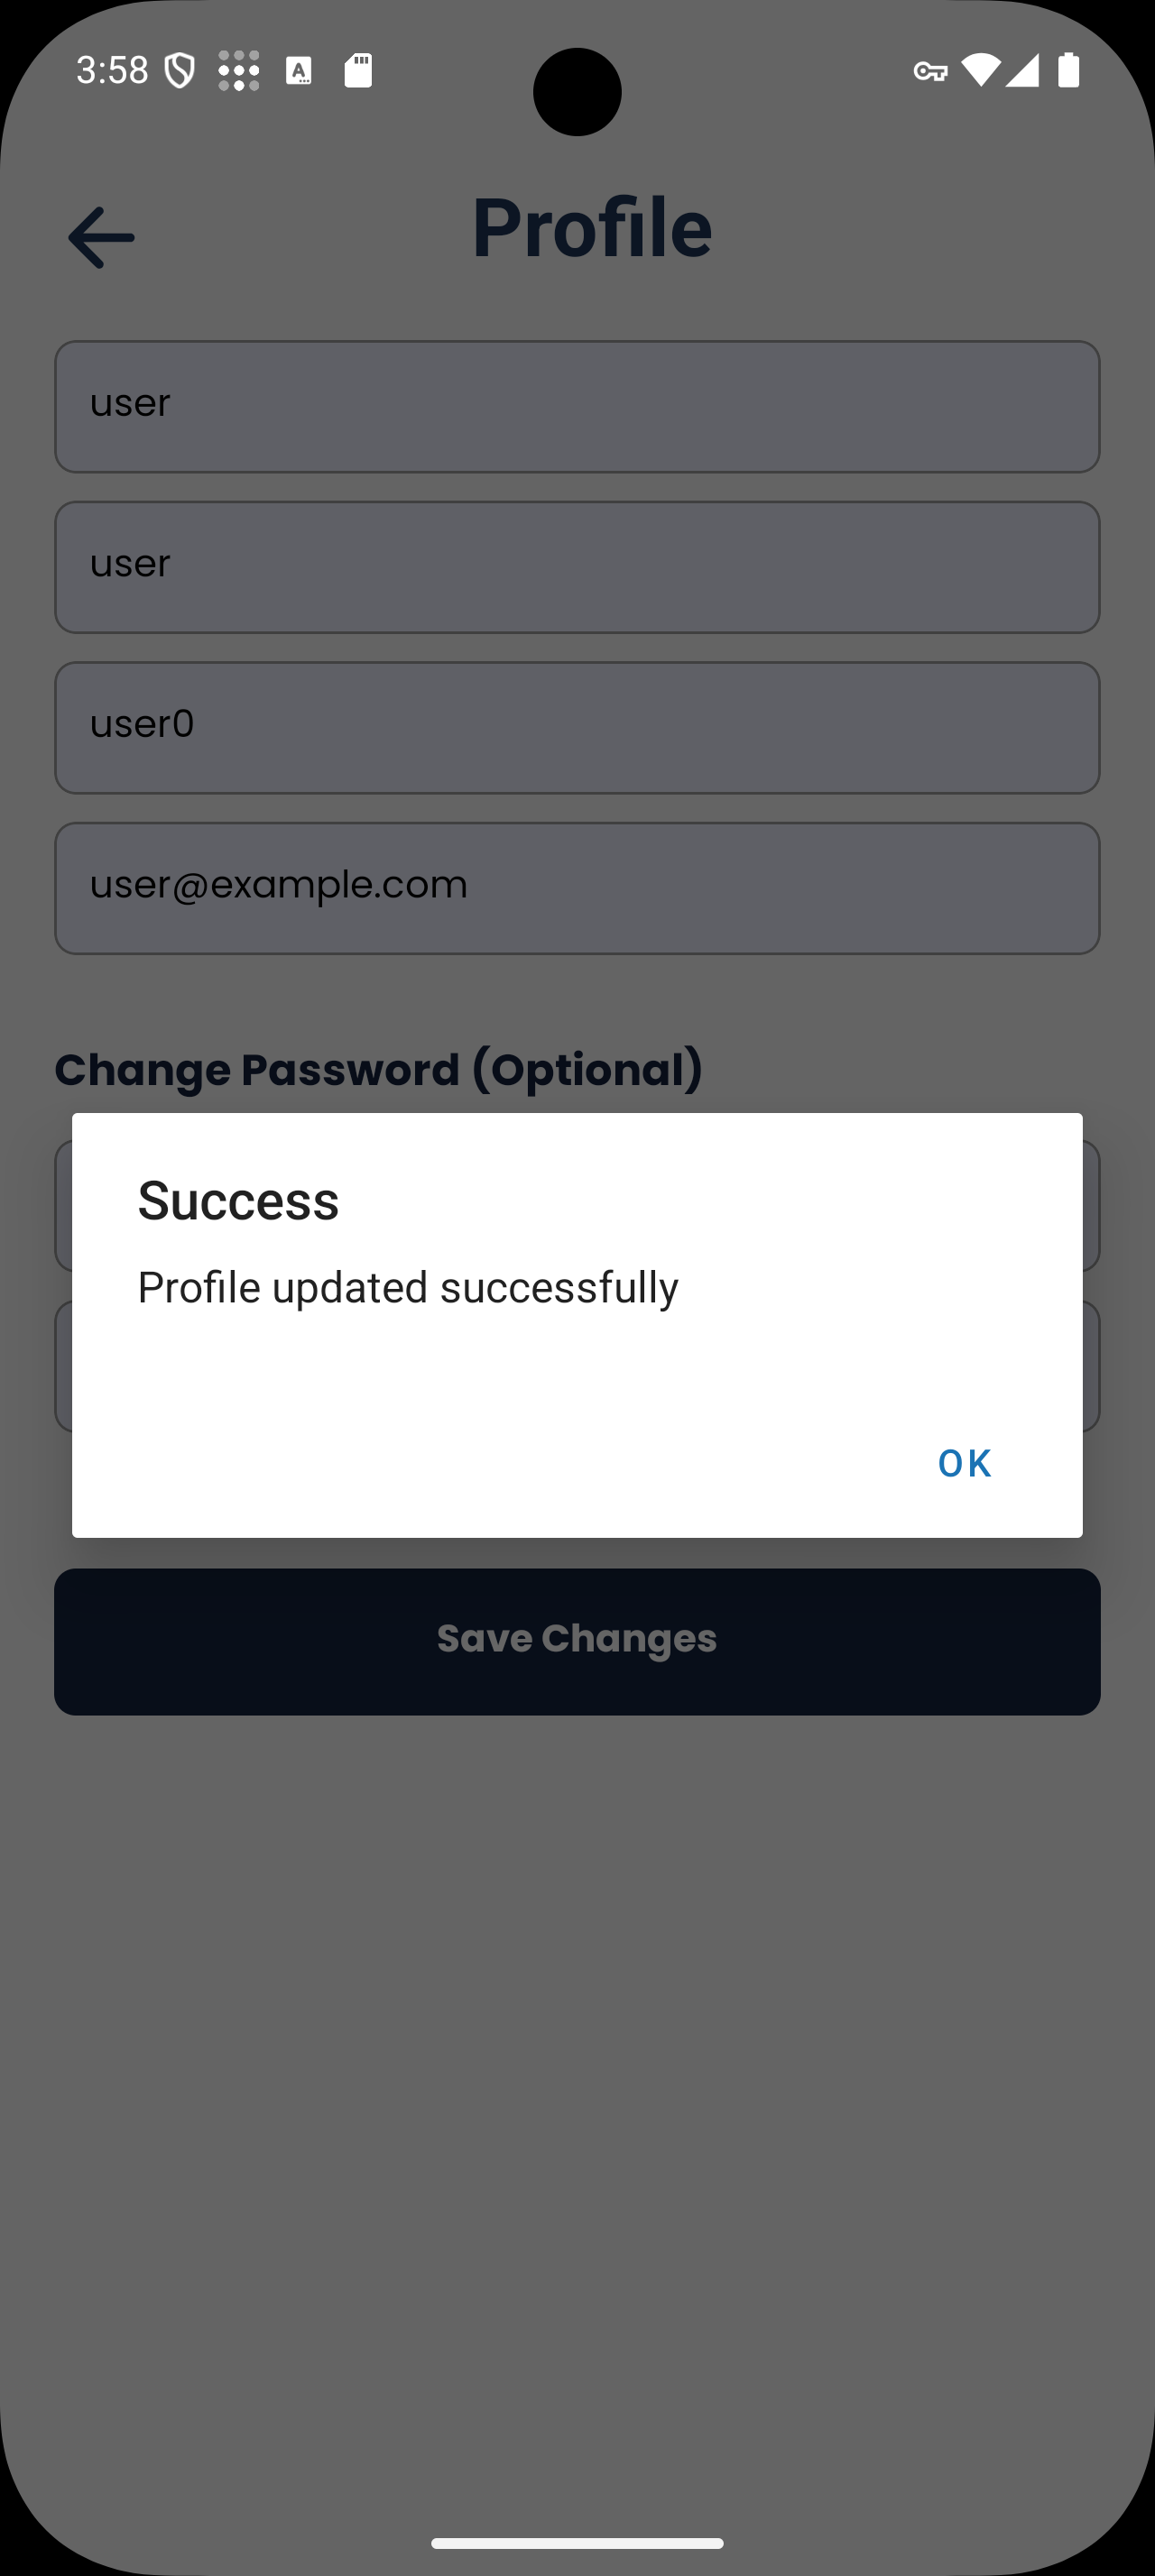 3:58
Profile
user
user
user0
user@example.com
Change Password (Optional)
Success
Profile updated successfully
OK
Save Changes